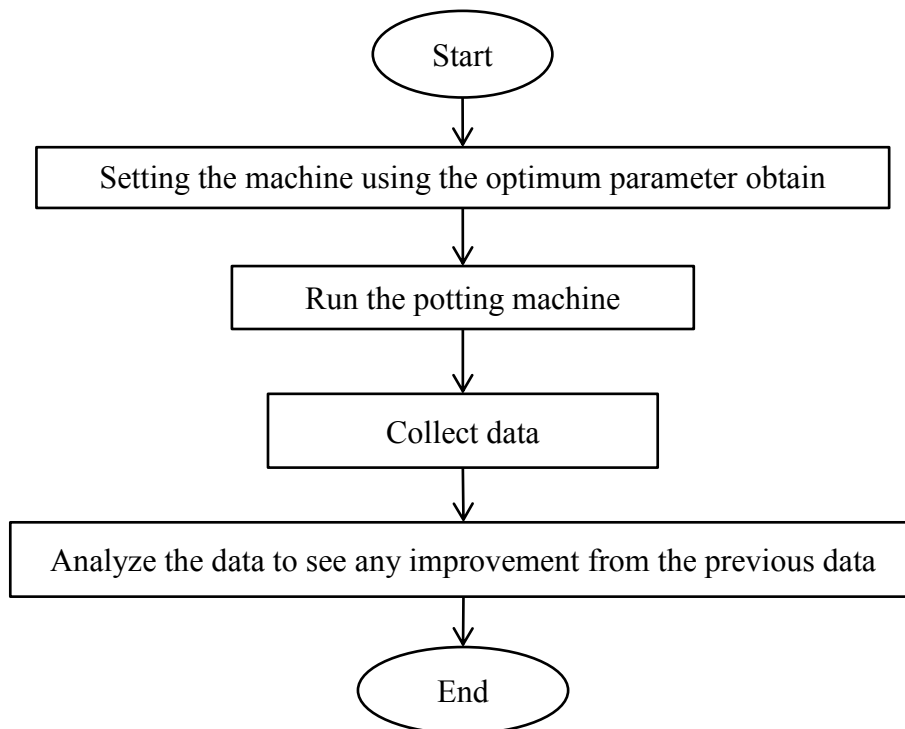 Start
Setting the machine using the optimum parameter obtain
Run the potting machine
Collect data
Analyze the data to see any improvement from the previous data
End